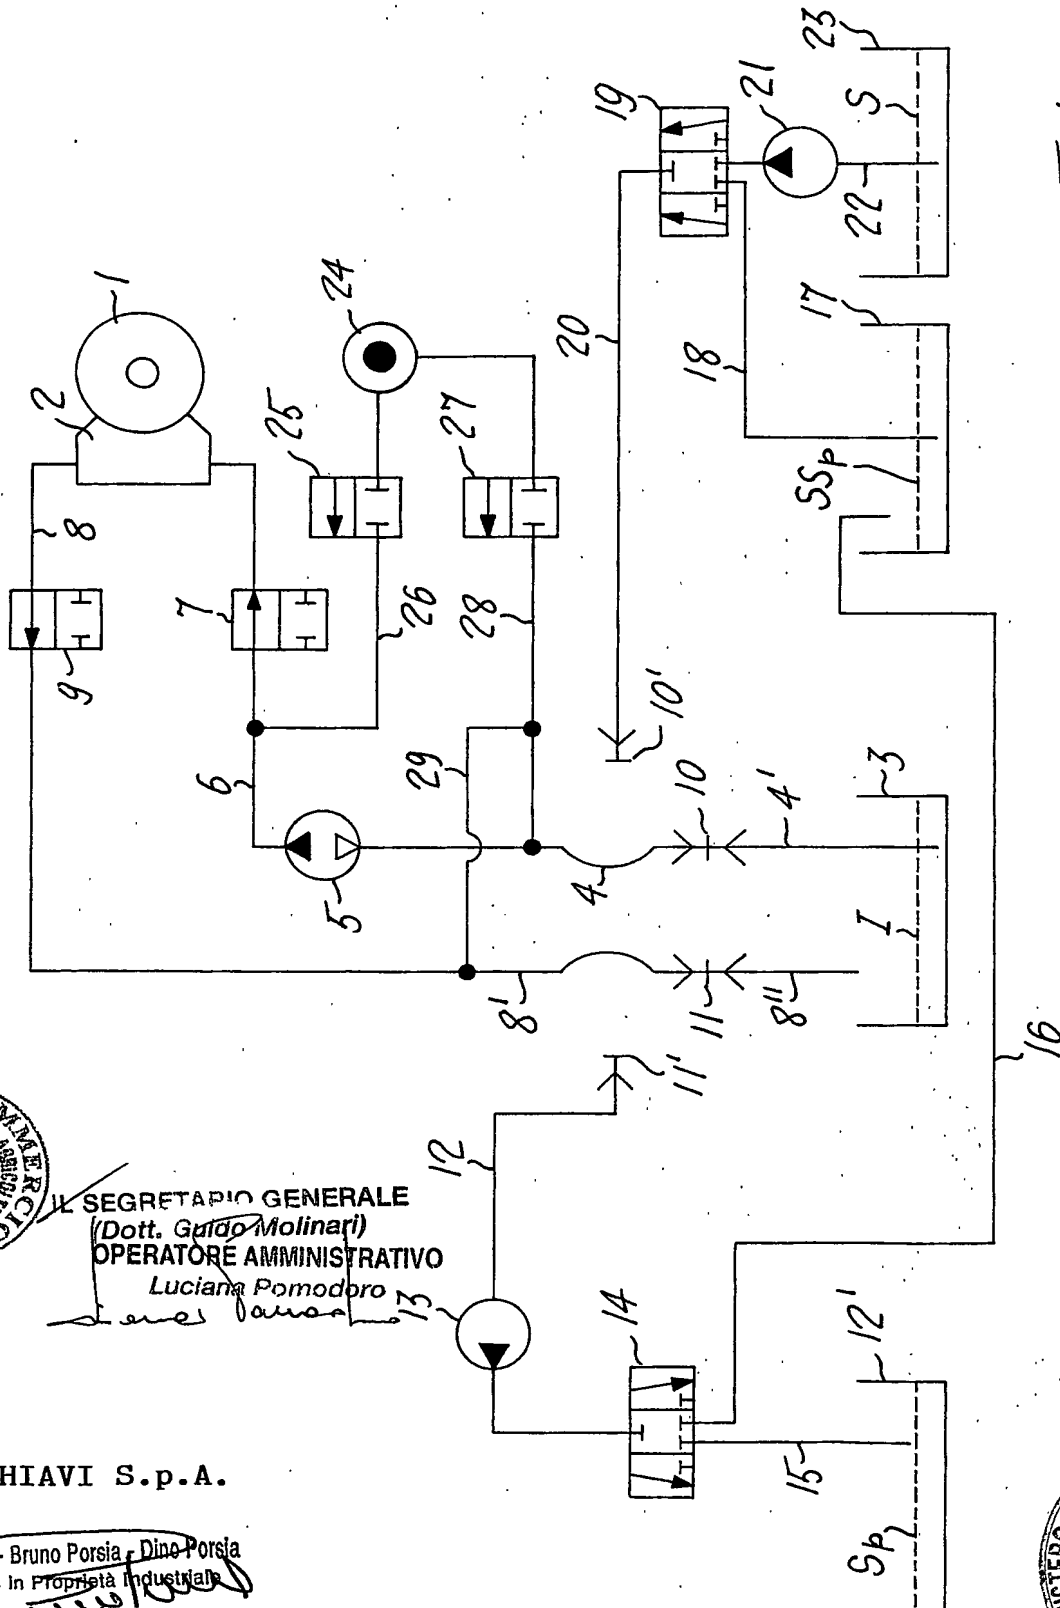 23
19
21
S
22
1
2
24
17
20
25
27
18
8
SSp
7
26
28
9
10'
6
29
10
3
4'
5
4
I
8'
11
8"
16
11'
12
IL SEGRETARIO GENERALE
(Dott. Guido Molinari)
OPERATORE AMMINISTRATIVO
Luciana Pomodoro
13
14
12'
15
HIAVI S.p.A.
- Bruno Porsia - Dino Porsia
in Proprietà Industriale
Sp
MMERCIO
STERO